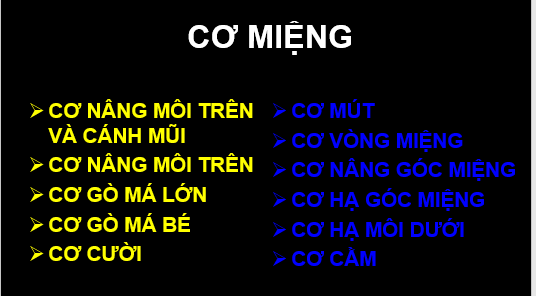 CƠ MIỆNG
CƠ NÂNG MÔI TRÊN
VÀ CÁNH MŨI
CƠ NÂNG MÔI TRÊN
CƠ GÒ MÁ LỚN
CƠ GÒ MÁ BÉ
CƠ CƯỜI
CƠ MÚT
CƠ VÒNG MIỆNG
CƠ NÂNG GÓC MIỆNG
CƠ HẠ GÓC MIỆNG
CƠ HẠ MÔI DƯỚI
CƠ CẰM